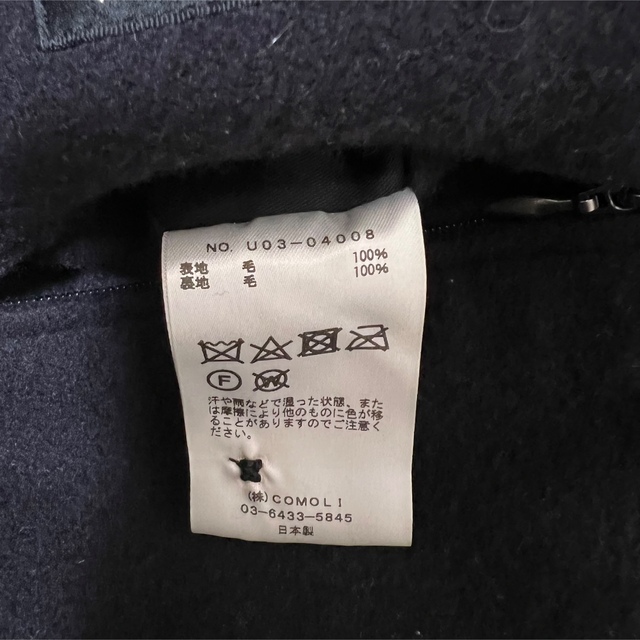 NO. U03-04008
表地 毛 100%
裏地 毛 100%
F W
汗や雨などで湿った状態、また
は摩擦により他のものに色が移
ることがありますのでご注意く
ださい。
(株)COMOLI
03-6433-5845
日本製